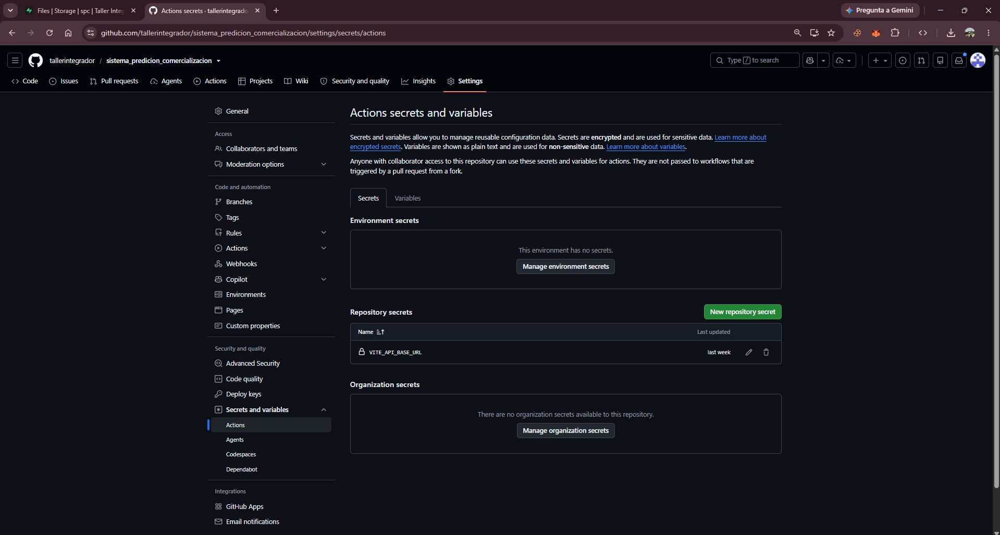 Files | Storage | spc | Taller Integ
Actions secrets · tallerintegrado
Pregunta a Gemini
github.com/tallerintegrador/sistema_predicion_comercializacion/settings/secrets/actions
tallerintegrador / sistema_predicion_comercializacion
Type / to search
Code
Issues
Pull requests
Agents
Actions
Projects
Wiki
Security and quality
Insights
Settings
General
Access
Collaborators and teams
Moderation options
Code and automation
Branches
Tags
Rules
Actions
Webhooks
Copilot
Environments
Pages
Custom properties
Security and quality
Advanced Security
Code quality
Deploy keys
Secrets and variables
Actions
Agents
Codespaces
Dependabot
Integrations
GitHub Apps
Email notifications
Actions secrets and variables
Secrets and variables allow you to manage reusable configuration data. Secrets are encrypted and are used for sensitive data. Learn more about
encrypted secrets. Variables are shown as plain text and are used for non-sensitive data. Learn more about variables.
Anyone with collaborator access to this repository can use these secrets and variables for actions. They are not passed to workflows that are
triggered by a pull request from a fork.
Secrets
Variables
Environment secrets
This environment has no secrets.
Manage environment secrets
Repository secrets
New repository secret
Name
Last updated
VITE_API_BASE_URL
last week
Organization secrets
There are no organization secrets available to this repository.
Manage organization secrets